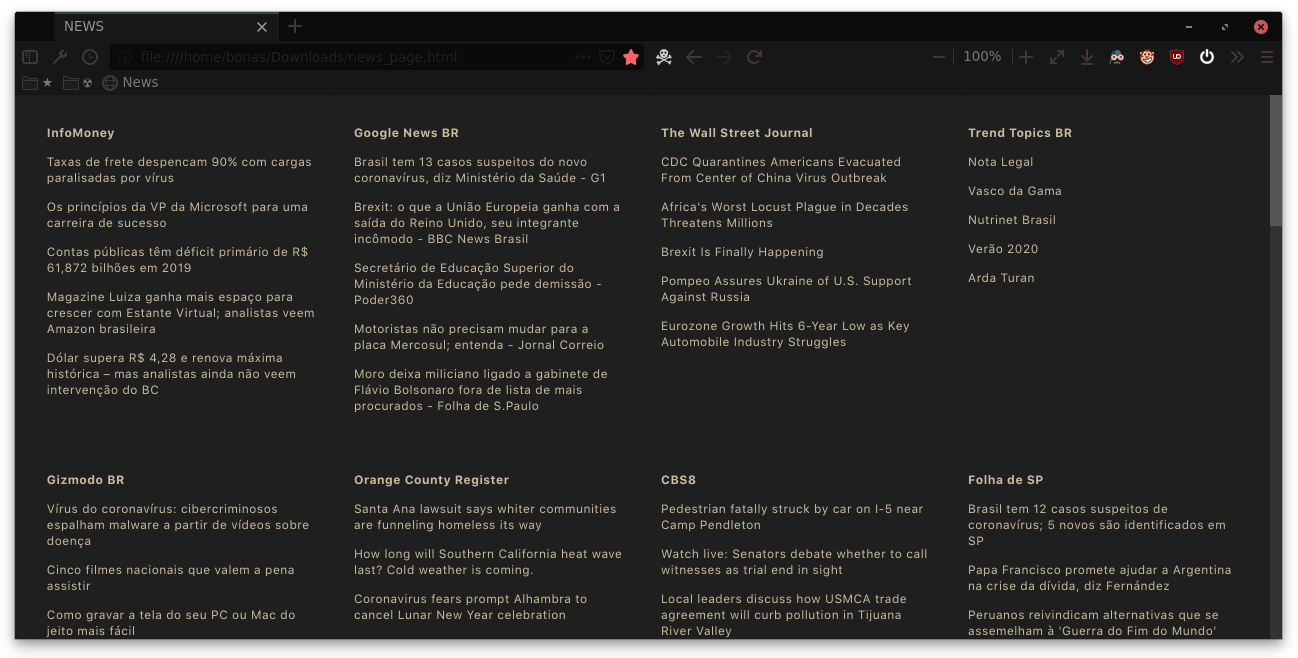 NEWS
file:////home/bonas/Downloads/news_page.html
100%
News
InfoMoney
Taxas de frete despencam 90% com cargas
paralisadas por vírus
Os princípios da VP da Microsoft para uma
carreira de sucesso
Contas públicas têm déficit primário de R$
61,872 bilhões em 2019
Magazine Luiza ganha mais espaço para
crescer com Estante Virtual; analistas veem
Amazon brasileira
Dólar supera R$ 4,28 e renova máxima
histórica – mas analistas ainda não veem
intervenção do BC
Google News BR
Brasil tem 13 casos suspeitos do novo
coronavírus, diz Ministério da Saúde - G1
Brexit: o que a União Europeia ganha com a
saída do Reino Unido, seu integrante
incômodo - BBC News Brasil
Secretário de Educação Superior do
Ministério da Educação pede demissão -
Poder360
Motoristas não precisam mudar para a
placa Mercosul; entenda - Jornal Correio
Moro deixa miliciano ligado a gabinete de
Flávio Bolsonaro fora de lista de mais
procurados - Folha de S.Paulo
The Wall Street Journal
CDC Quarantines Americans Evacuated
From Center of China Virus Outbreak
Africa's Worst Locust Plague in Decades
Threatens Millions
Brexit Is Finally Happening
Pompeo Assures Ukraine of U.S. Support
Against Russia
Eurozone Growth Hits 6-Year Low as Key
Automobile Industry Struggles
Trend Topics BR
Nota Legal
Vasco da Gama
Nutrinet Brasil
Verão 2020
Arda Turan
Gizmodo BR
Vírus do coronavírus: cibercriminosos
espalham malware a partir de vídeos sobre
doença
Cinco filmes nacionais que valem a pena
assistir
Como gravar a tela do seu PC ou Mac do
jeito mais fácil
Orange County Register
Santa Ana lawsuit says whiter communities
are funneling homeless its way
How long will Southern California heat wave
last? Cold weather is coming.
Coronavirus fears prompt Alhambra to
cancel Lunar New Year celebration
CBS8
Pedestrian fatally struck by car on I-5 near
Camp Pendleton
Watch live: Senators debate whether to call
witnesses as trial end in sight
Local leaders discuss how USMCA trade
agreement will curb pollution in Tijuana
River Valley
Folha de SP
Brasil tem 12 casos suspeitos de
coronavírus; 5 novos são identificados em
SP
Papa Francisco promete ajudar a Argentina
na crise da dívida, diz Fernández
Peruanos reivindicam alternativas que se
assemelham à 'Guerra do Fim do Mundo'